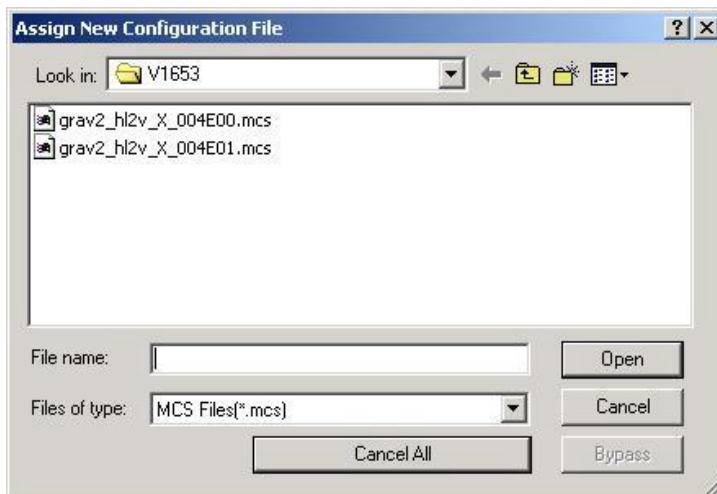 Assign New Configuration File
Look in: V1653
grav2_hl2v_X_004E00.mcs
grav2_hl2v_X_004E01.mcs
File name:
Open
Files of type: MCS Files(*.mcs)
Cancel
Cancel All
Bypass